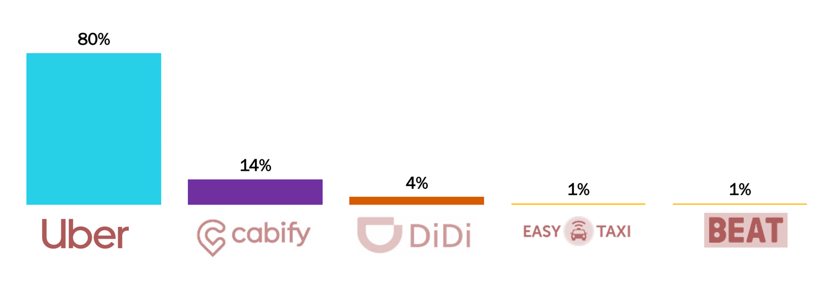 80%
14%
4%
1%
1%
Uber
cabify
DiDi
EASY TAXI
BEAT